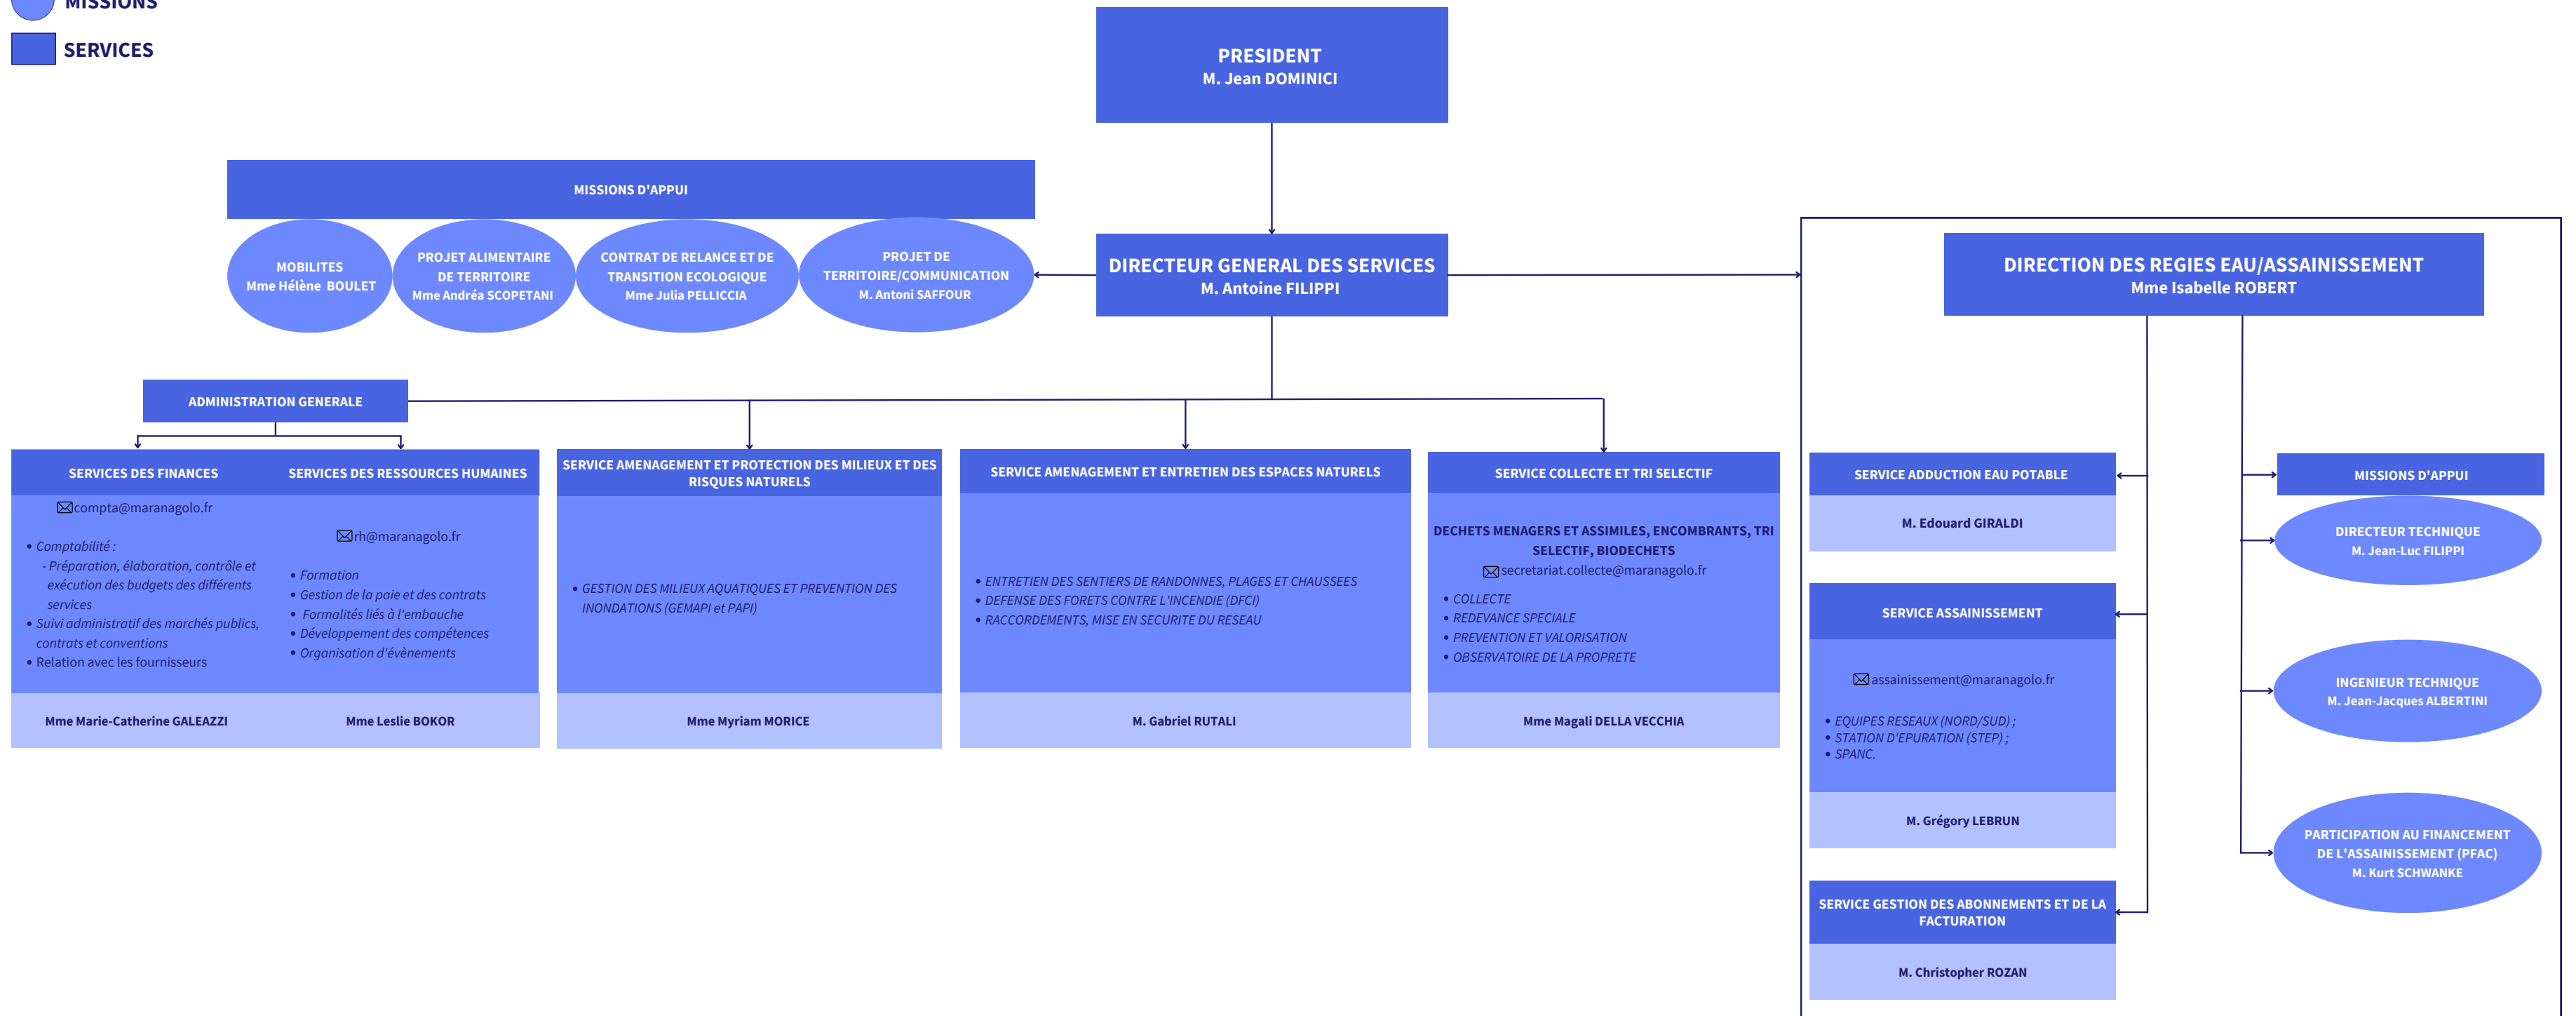 MISSIONS
SERVICES
PRESIDENT
M. Jean DOMINICI
MISSIONS D'APPUI
MOBILITES
Mme Hélène BOULET
PROJET ALIMENTAIRE
DE TERRITOIRE
Mme Andréa SCOPETANI
CONTRAT DE RELANCE ET DE
TRANSITION ECOLOGIQUE
Mme Julia PELLICCIA
PROJET DE
TERRITOIRE/COMMUNICATION
M. Antoni SAFFOUR
DIRECTEUR GENERAL DES SERVICES
M. Antoine FILIPPI
DIRECTION DES REGIES EAU/ASSAINISSEMENT
Mme Isabelle ROBERT
ADMINISTRATION GENERALE
SERVICES DES FINANCES
compta@maranagolo.fr
• Comptabilité :
- Préparation, élaboration, contrôle et
exécution des budgets des différents
services
• Suivi administratif des marchés publics,
contrats et conventions
• Relation avec les fournisseurs
Mme Marie-Catherine GALEAZZI
SERVICES DES RESSOURCES HUMAINES
rh@maranagolo.fr
• Formation
• Gestion de la paie et des contrats
• Formalités liés à l'embauche
• Développement des compétences
• Organisation d'évènements
Mme Leslie BOKOR
SERVICE AMENAGEMENT ET PROTECTION DES MILIEUX ET DES
RISQUES NATURELS
• GESTION DES MILIEUX AQUATIQUES ET PREVENTION DES
INONDATIONS (GEMAPI et PAPI)
Mme Myriam MORICE
SERVICE AMENAGEMENT ET ENTRETIEN DES ESPACES NATURELS
• ENTRETIEN DES SENTIERS DE RANDONNES, PLAGES ET CHAUSSEES
• DEFENSE DES FORETS CONTRE L'INCENDIE (DFCI)
• RACCORDEMENTS, MISE EN SECURITE DU RESEAU
M. Gabriel RUTALI
SERVICE COLLECTE ET TRI SELECTIF
DECHETS MENAGERS ET ASSIMILES, ENCOMBRANTS, TRI
SELECTIF, BIODECHETS
secretariat.collecte@maranagolo.fr
• COLLECTE
• REDEVANCE SPECIALE
• PREVENTION ET VALORISATION
• OBSERVATOIRE DE LA PROPRETE
Mme Magali DELLA VECCHIA
SERVICE ADDUCTION EAU POTABLE
M. Edouard GIRALDI
SERVICE ASSAINISSEMENT
assainissement@maranagolo.fr
• EQUIPES RESEAUX (NORD/SUD) ;
• STATION D'EPURATION (STEP) ;
• SPANC.
M. Grégory LEBRUN
SERVICE GESTION DES ABONNEMENTS ET DE LA
FACTURATION
M. Christopher ROZAN
MISSIONS D'APPUI
DIRECTEUR TECHNIQUE
M. Jean-Luc FILIPPI
INGENIEUR TECHNIQUE
M. Jean-Jacques ALBERTINI
PARTICIPATION AU FINANCEMENT
DE L'ASSAINISSEMENT (PFAC)
M. Kurt SCHWANKE